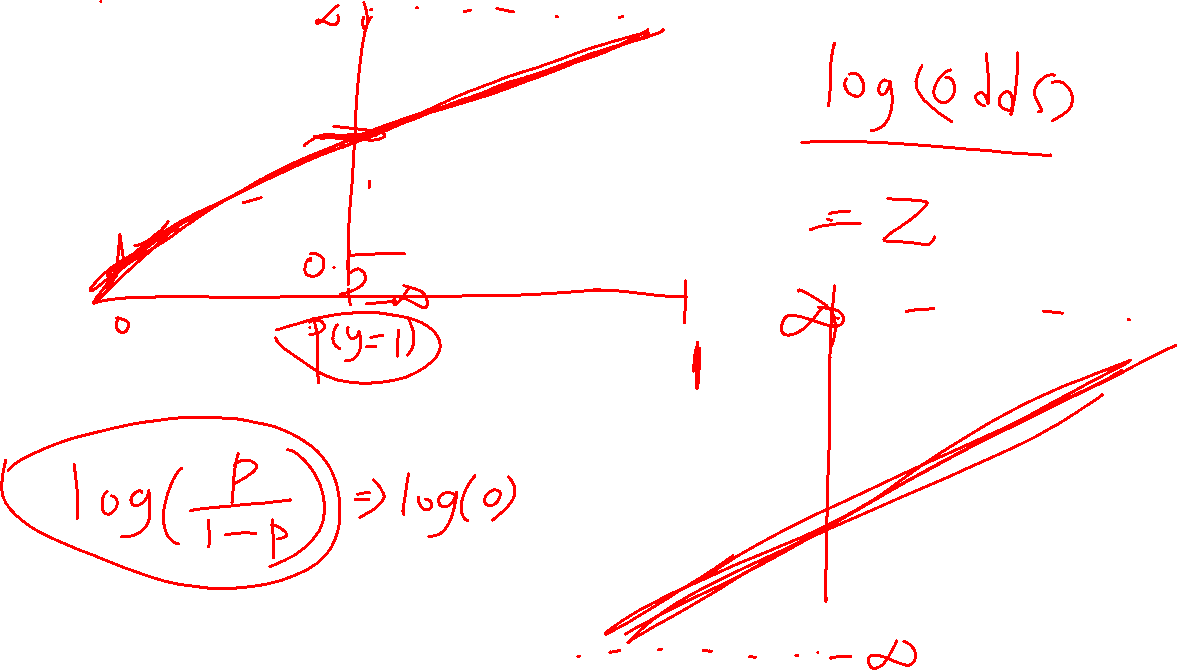 ∞
log(odds)
= Z
0.5
-∞
0
P(y=1)
1
∞
log(P/1-P) => log(0)
-∞